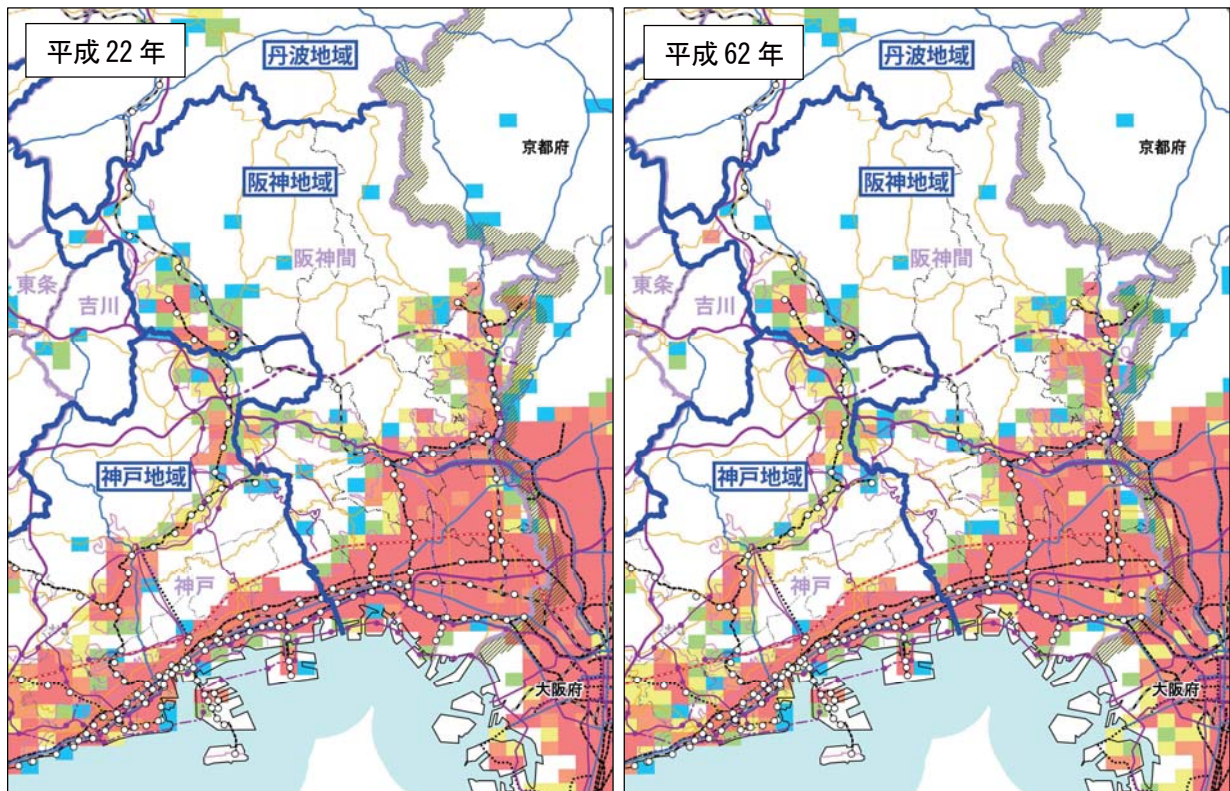 平成 22 年
丹波地域
京都府
阪神地域
阪神間
東条
吉川
神戸地域
神戸
大阪府
平成 62 年
丹波地域
京都府
阪神地域
阪神間
東条
吉川
神戸地域
神戸
大阪府